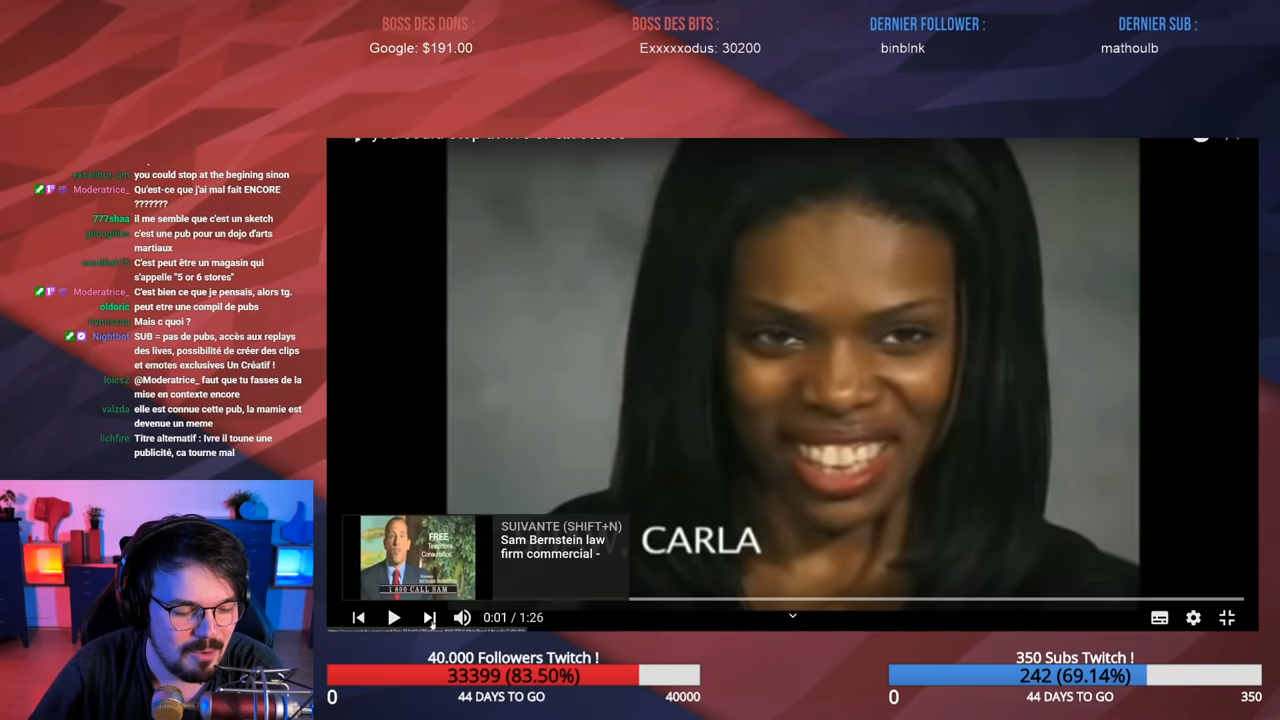 BOSS DES DONS :
Google: $191.00
BOSS DES BITS :
Exxxxxodus: 30200
DERNIER FOLLOWER :
binblnk
DERNIER SUB :
mathoulb
you could stop at the begining sinon
Moderatrice_ Qu'est-ce que j'ai mal fait ENCORE
???????
777shaa il me semble que c'est un sketch
c'est une pub pour un dojo d'arts
martiaux
C'est peut être un magasin qui
s'appelle "5 or 6 stores"
Moderatrice_ C'est bien ce que je pensais, alors tg.
oldoric peut etre une compil de pubs
Mais c quoi ?
Nightbot SUB = pas de pubs, accès aux replays
des lives, possibilité de créer des clips
et emotes exclusives Un Créatif !
loics2 @Moderatrice_ faut que tu fasses de la
mise en contexte encore
valzda elle est connue cette pub, la mamie est
devenue un meme
lichfire Titre alternatif : Ivre il toune une
publicité, ca tourne mal
CARLA
SUIVANTE (SHIFT+N)
Sam Bernstein law
firm commercial -
FREE
Telephone
Consultation
1 800 CALL SAM
0:01 / 1:26
40.000 Followers Twitch !
33399 (83.50%)
0
44 DAYS TO GO
40000
350 Subs Twitch !
242 (69.14%)
0
44 DAYS TO GO
350